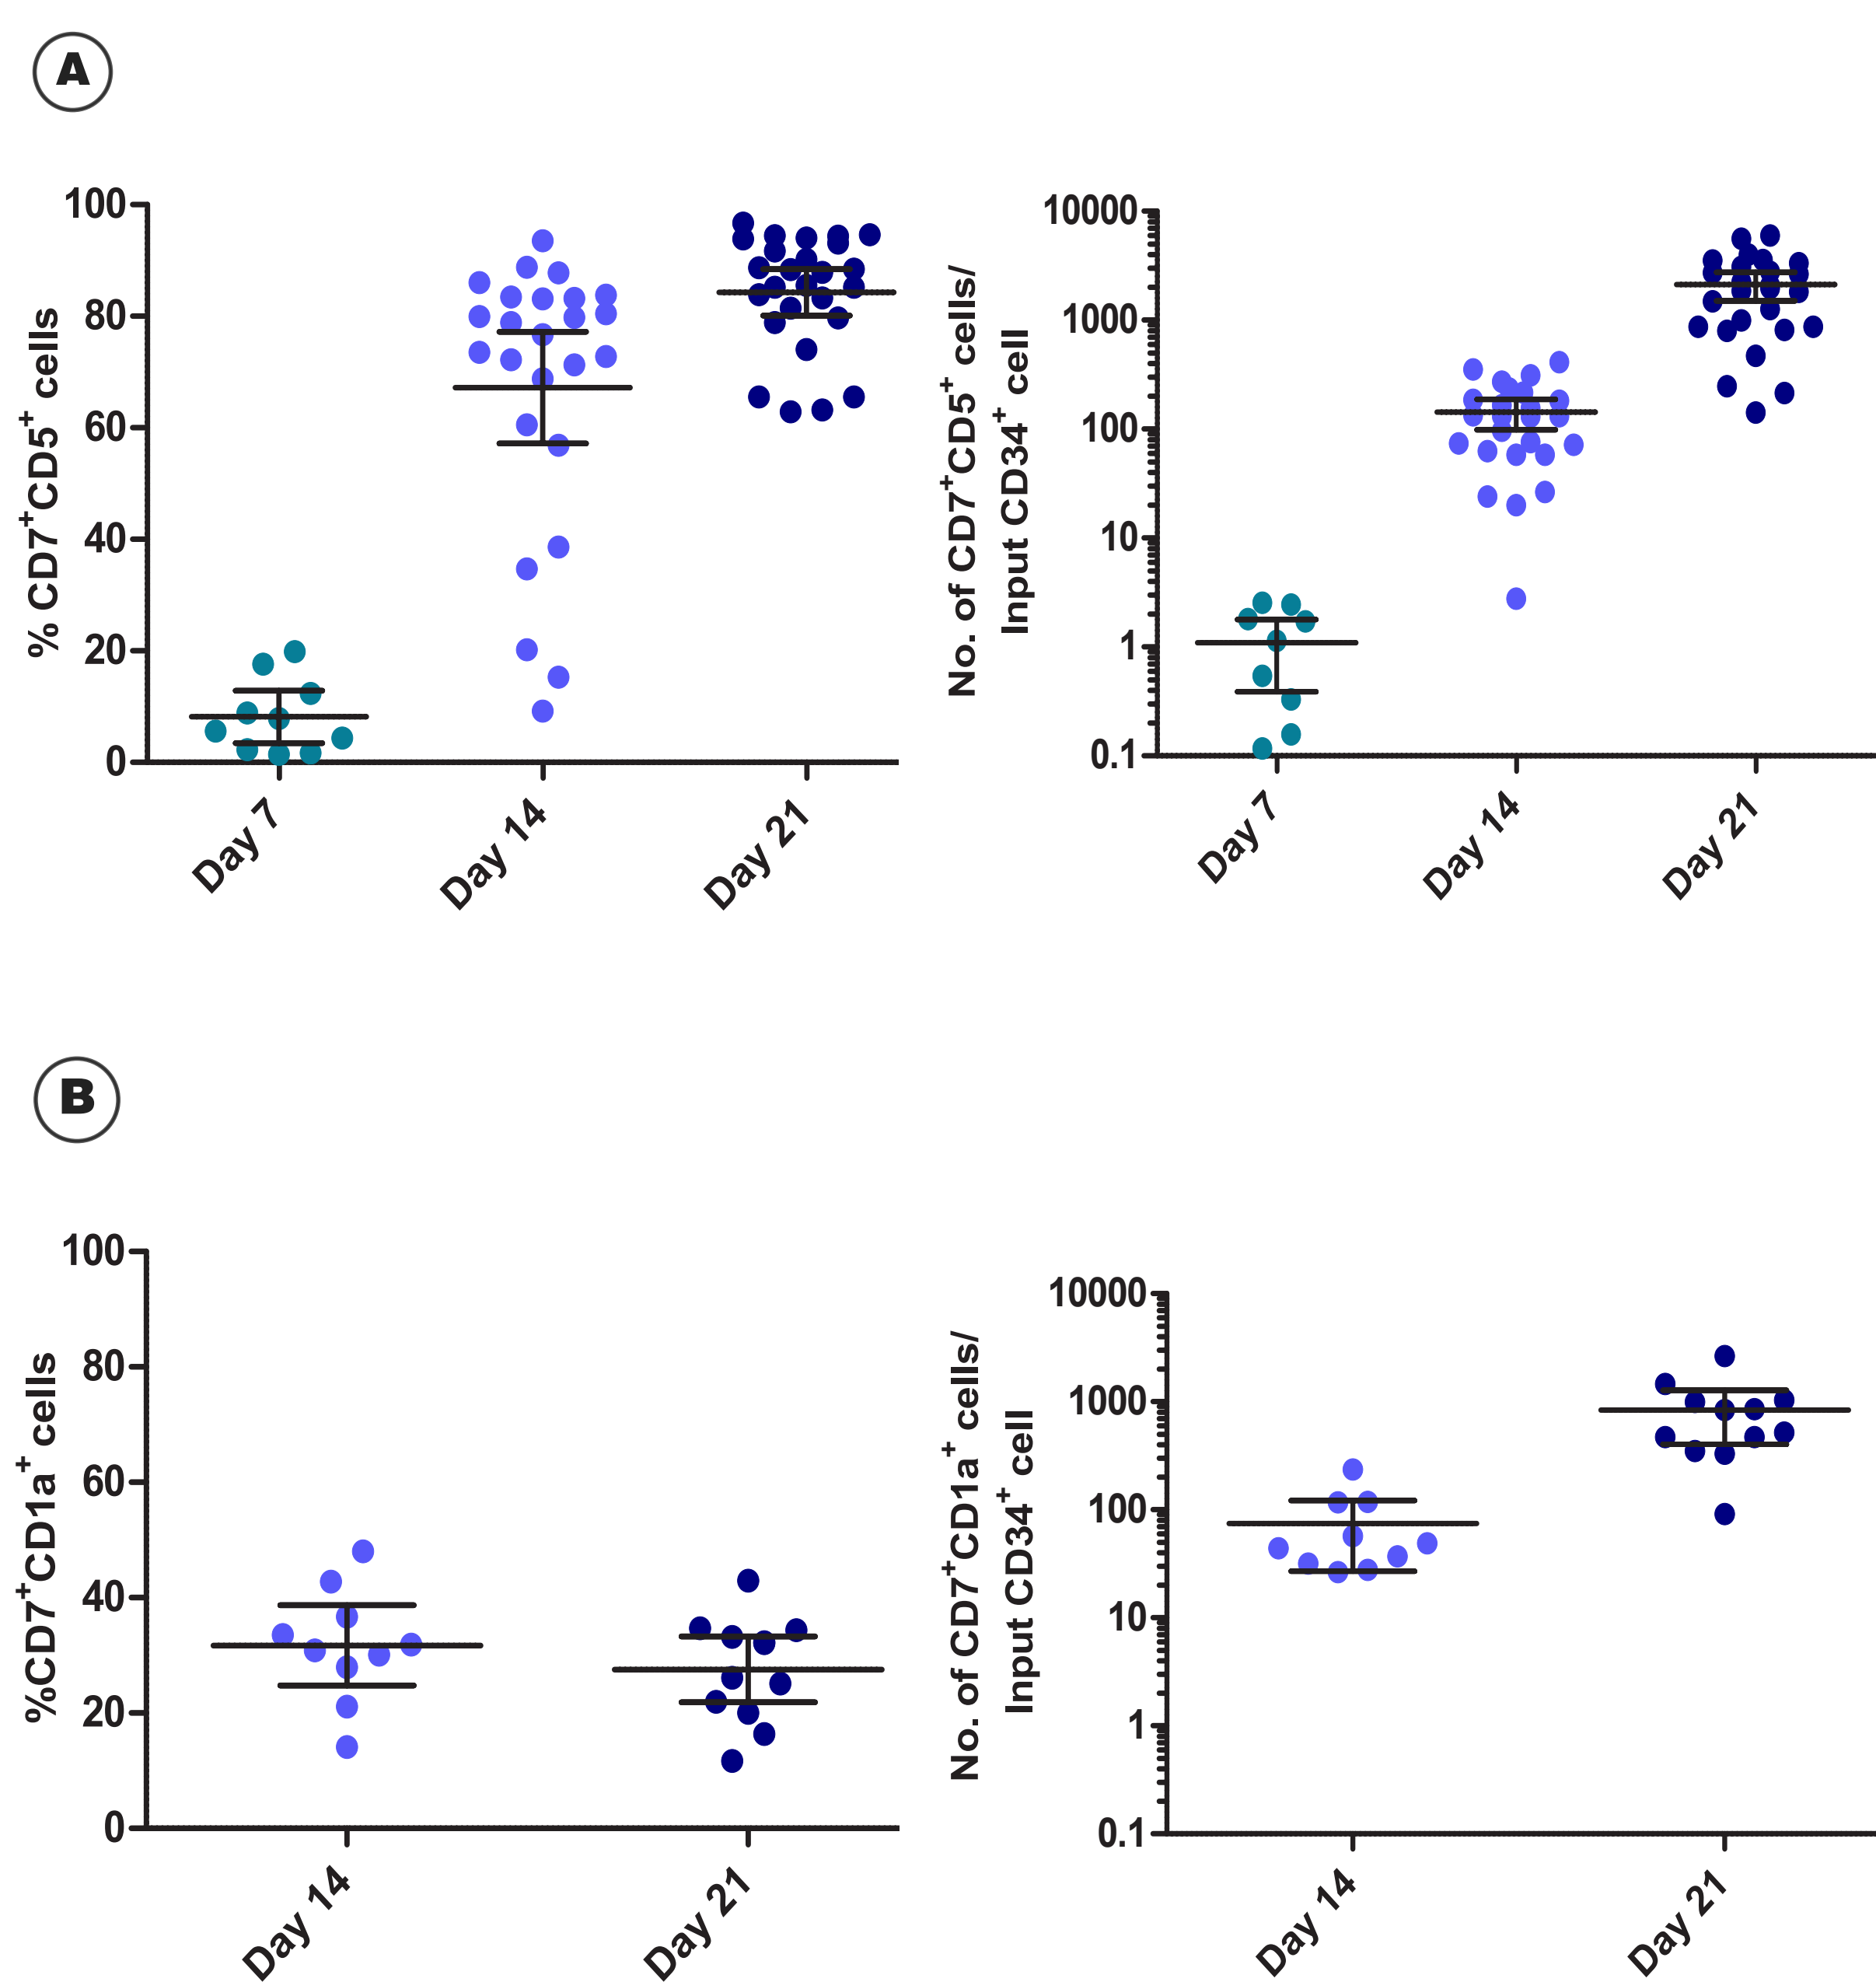 A
100
80
60
40
20
0
% CD7+CD5+ cells
Day 7
Day 14
Day 21
10000
1000
100
10
1
0.1
No. of CD7+CD5+ cells/
Input CD34+ cell
Day 7
Day 14
Day 21
B
100
80
60
40
20
0
%CD7+CD1a+ cells
Day 14
Day 21
10000
1000
100
10
1
0.1
No. of CD7+CD1a+ cells/
Input CD34+ cell
Day 14
Day 21